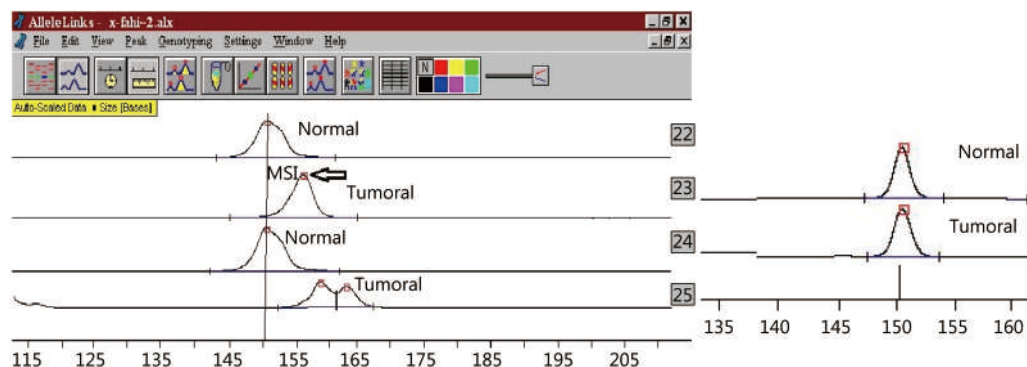 AlleleLinks - x-fahi-2.alx
File Edit View Peak Genotyping Settings Window Help
N
Auto-Scaled Data Size [Bases]
Normal
22
MSI
Tumoral
23
Normal
24
Tumoral
25
115 125 135 145 155 165 175 185 195 205
Normal
Tumoral
135 140 145 150 155 160